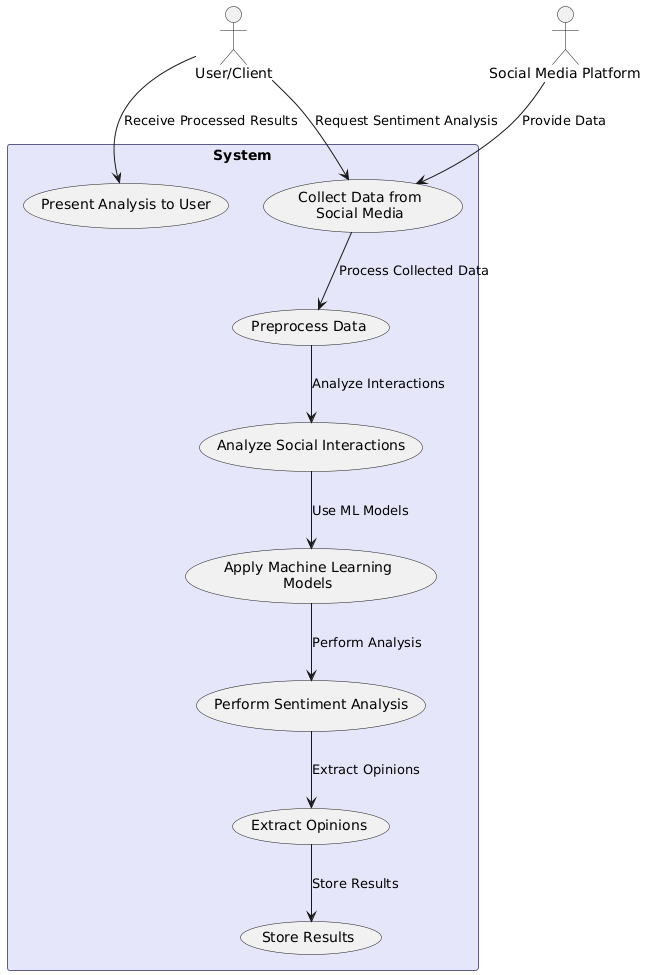 User/Client
Social Media Platform
Receive Processed Results
Request Sentiment Analysis
Provide Data
System
Present Analysis to User
Collect Data from
Social Media
Process Collected Data
Preprocess Data
Analyze Interactions
Analyze Social Interactions
Use ML Models
Apply Machine Learning
Models
Perform Analysis
Perform Sentiment Analysis
Extract Opinions
Extract Opinions
Store Results
Store Results